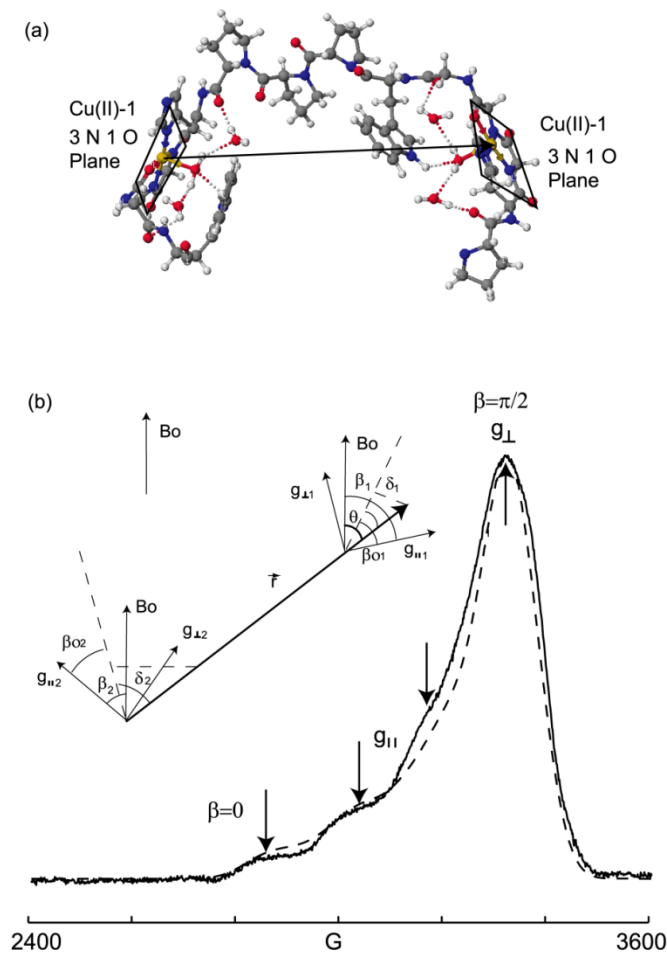 (a)
Cu(II)-1
3 N 1 O
Plane
Cu(II)-1
3 N 1 O
Plane
(b)
β=π/2
g⊥
Bo
Bo
g⊥1
β1
δ1
θ
βo1
g॥1
r⃗
Bo
g⊥2
βo2
g॥2
β2
δ2
g||
β=0
2400
G
3600